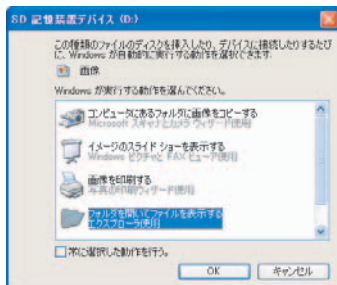 SD 記憶装置デバイス (D:)
この種類のファイルのディスクを挿入したり、デバイスに接続したりするたび
に、Windows が自動的に実行する動作を選択できます:
画像
Windows が実行する動作を選んでください。
コンピュータにあるフォルダに画像をコピーする
Microsoft スキャナとカメラ ウィザード使用
イメージのスライド ショーを表示する
Windows ピクチャと FAX ビューア使用
画像を印刷する
写真の印刷ウィザード使用
フォルダを開いてファイルを表示する
エクスプローラ使用
常に選択した動作を行う。
OK
キャンセル